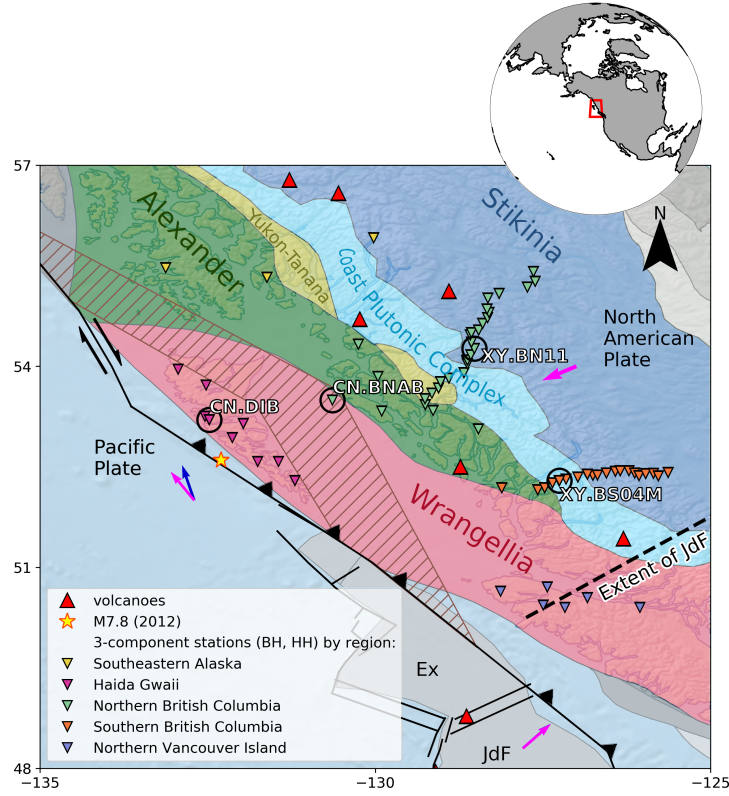 57
54
51
48
−135
−130
−125
N
Alexander
Yukon-Tanana
Stikinia
Coast Plutonic Complex
North
American
Plate
XY.BN11
CN.BNAB
CN.DIB
Pacific
Plate
XY.BS04M
Wrangellia
Extent of JdF
Ex
JdF
volcanoes
M7.8 (2012)
3-component stations (BH, HH) by region:
Southeastern Alaska
Haida Gwaii
Northern British Columbia
Southern British Columbia
Northern Vancouver Island